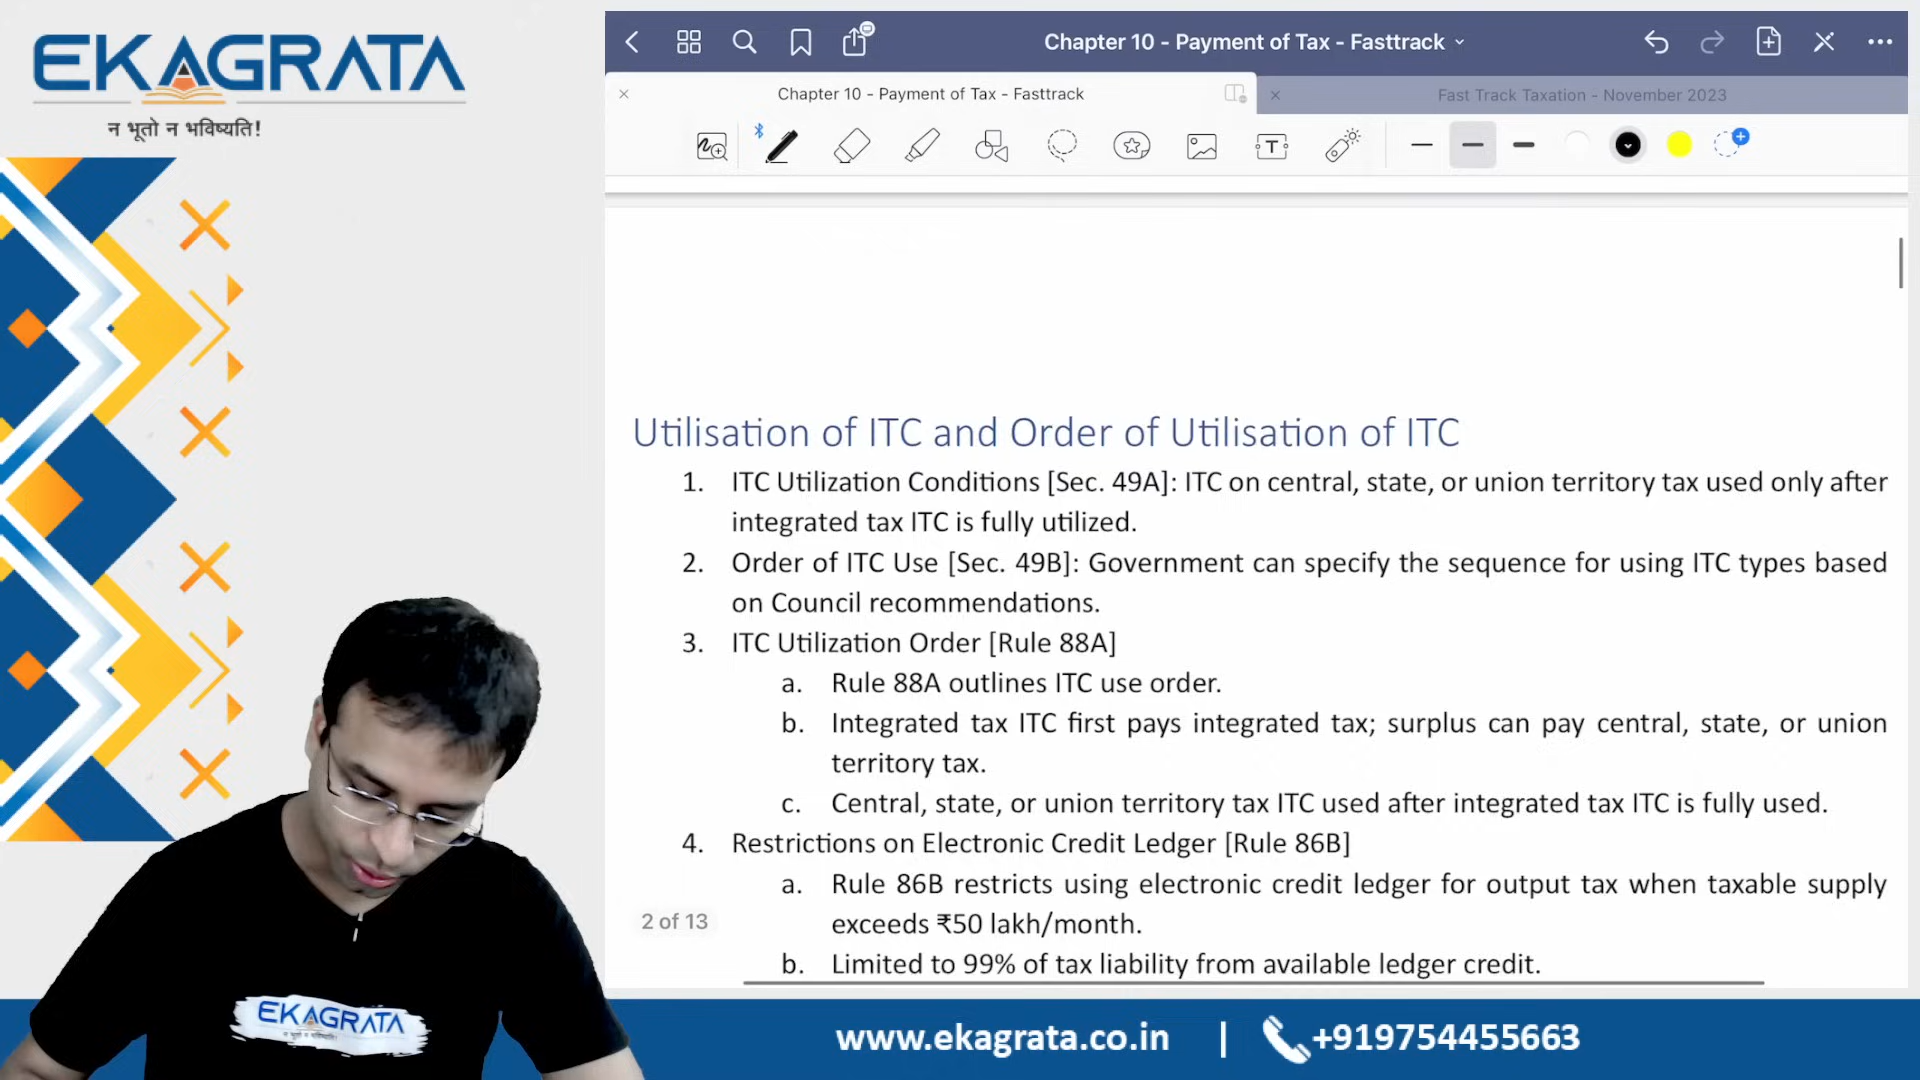 EKAGRATA
न भूतो न भविष्यति!
Chapter 10 - Payment of Tax - Fasttrack
Chapter 10 - Payment of Tax - Fasttrack
Fast Track Taxation - November 2023
T
Utilisation of ITC and Order of Utilisation of ITC
1. ITC Utilization Conditions [Sec. 49A]: ITC on central, state, or union territory tax used only after
integrated tax ITC is fully utilized.
2. Order of ITC Use [Sec. 49B]: Government can specify the sequence for using ITC types based
on Council recommendations.
3. ITC Utilization Order [Rule 88A]
a. Rule 88A outlines ITC use order.
b. Integrated tax ITC first pays integrated tax; surplus can pay central, state, or union
territory tax.
c. Central, state, or union territory tax ITC used after integrated tax ITC is fully used.
4. Restrictions on Electronic Credit Ledger [Rule 86B]
a. Rule 86B restricts using electronic credit ledger for output tax when taxable supply
exceeds ₹50 lakh/month.
b. Limited to 99% of tax liability from available ledger credit.
2 of 13
EKAGRATA
न भूतो न भविष्यति!
www.ekagrata.co.in | +919754455663